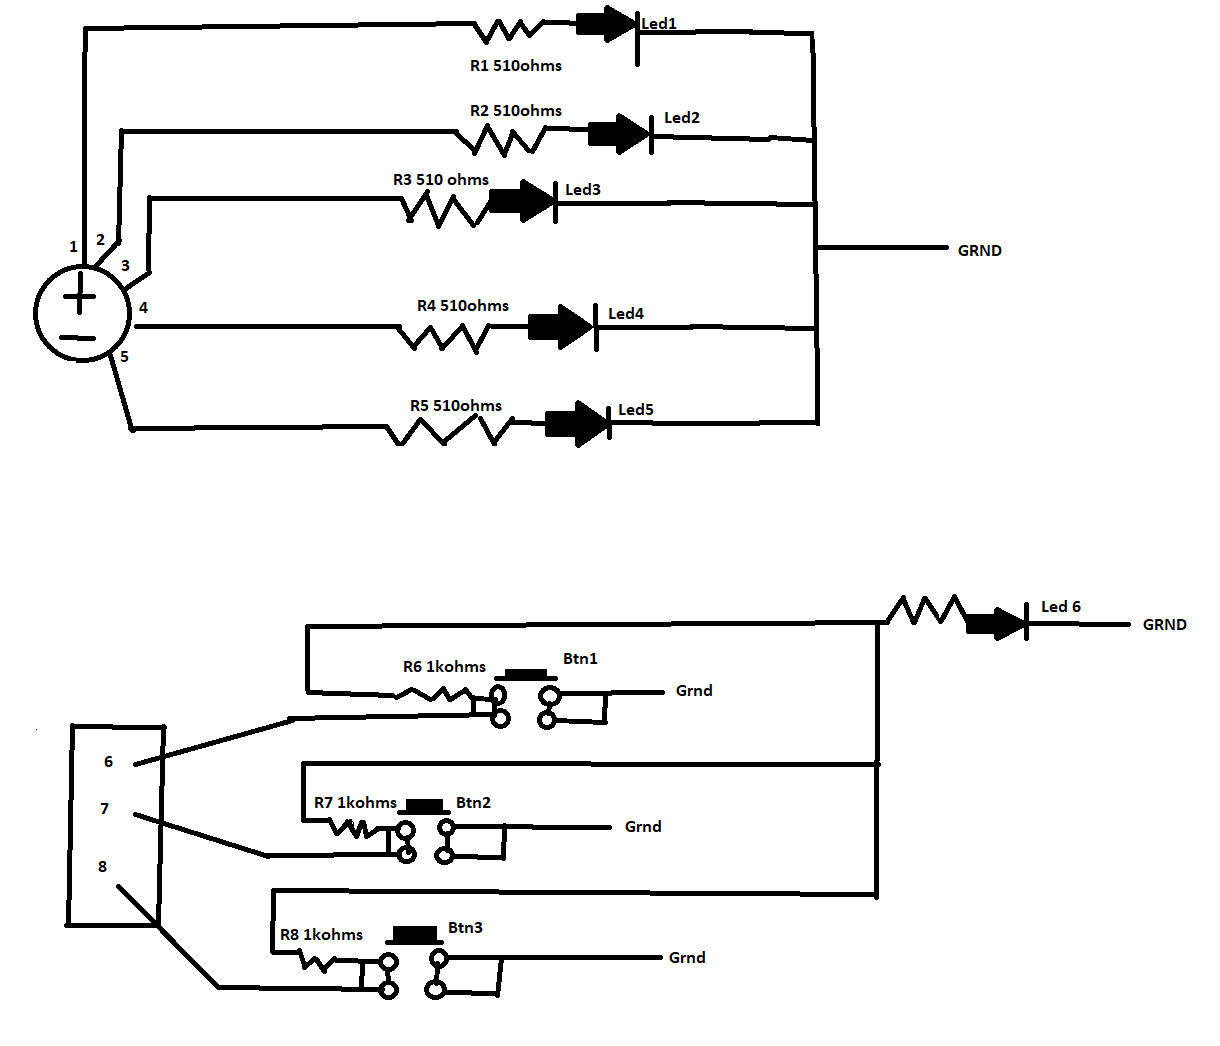 Led1
R1 510ohms
R2 510ohms
Led2
R3 510 ohms
Led3
1
2
3
GRND
4
R4 510ohms
Led4
5
R5 510ohms
Led5
Led 6
GRND
R6 1kohms
Btn1
Grnd
6
R7 1kohms
Btn2
7
Grnd
8
R8 1kohms
Btn3
Grnd